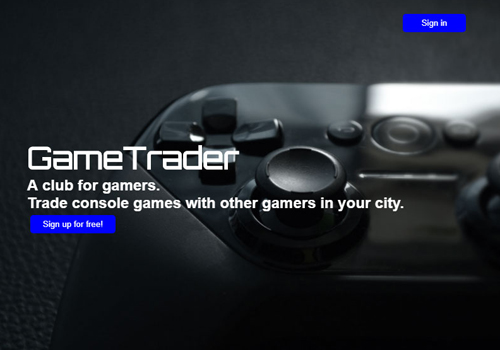 Sign in
GameTrader
A club for gamers.
Trade console games with other gamers in your city.
Sign up for free!